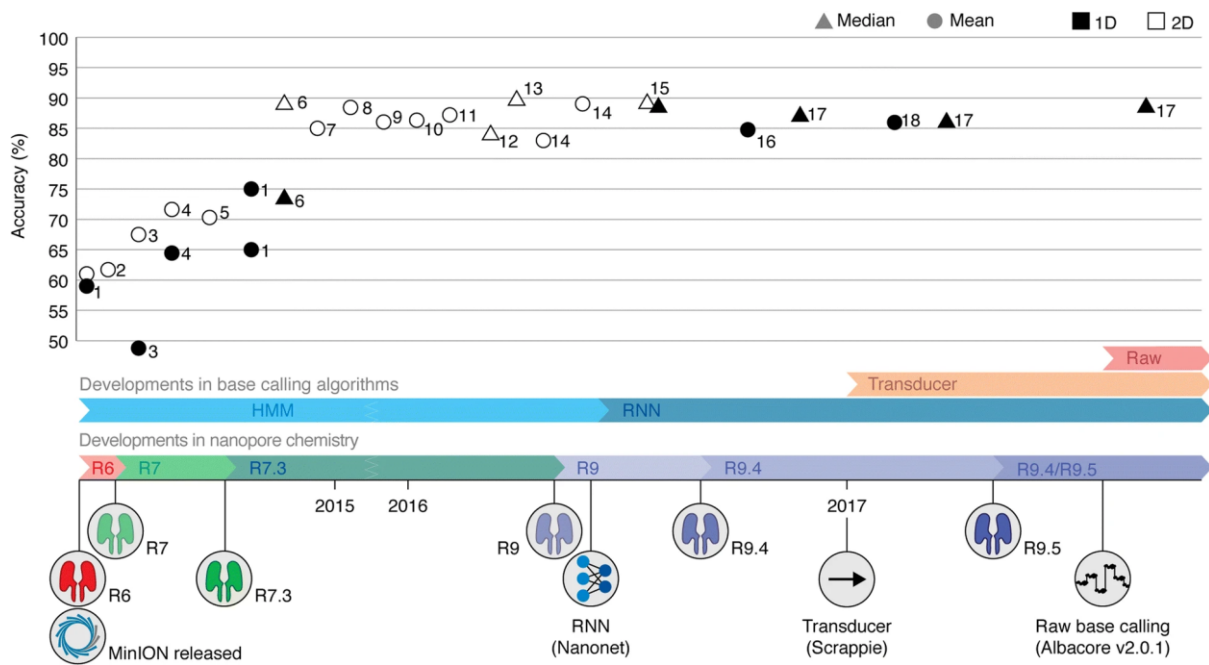 Median Mean 1D 2D
Accuracy (%)
100
95
90
85
80
75
70
65
60
55
50
1
2
3
3
4
4
5
1
1
6
6
7
8
9
10
11
12
13
14
14
15
16
17
18
17
17
Raw
Developments in base calling algorithms
Transducer
HMM RNN
Developments in nanopore chemistry
R6 R7 R7.3 R9 R9.4 R9.4/R9.5
2015 2016 2017
R7 R9 R9.4 R9.5
R6 R7.3
RNN
(Nanonet)
Transducer
(Scrappie)
Raw base calling
(Albacore v2.0.1)
MinION released